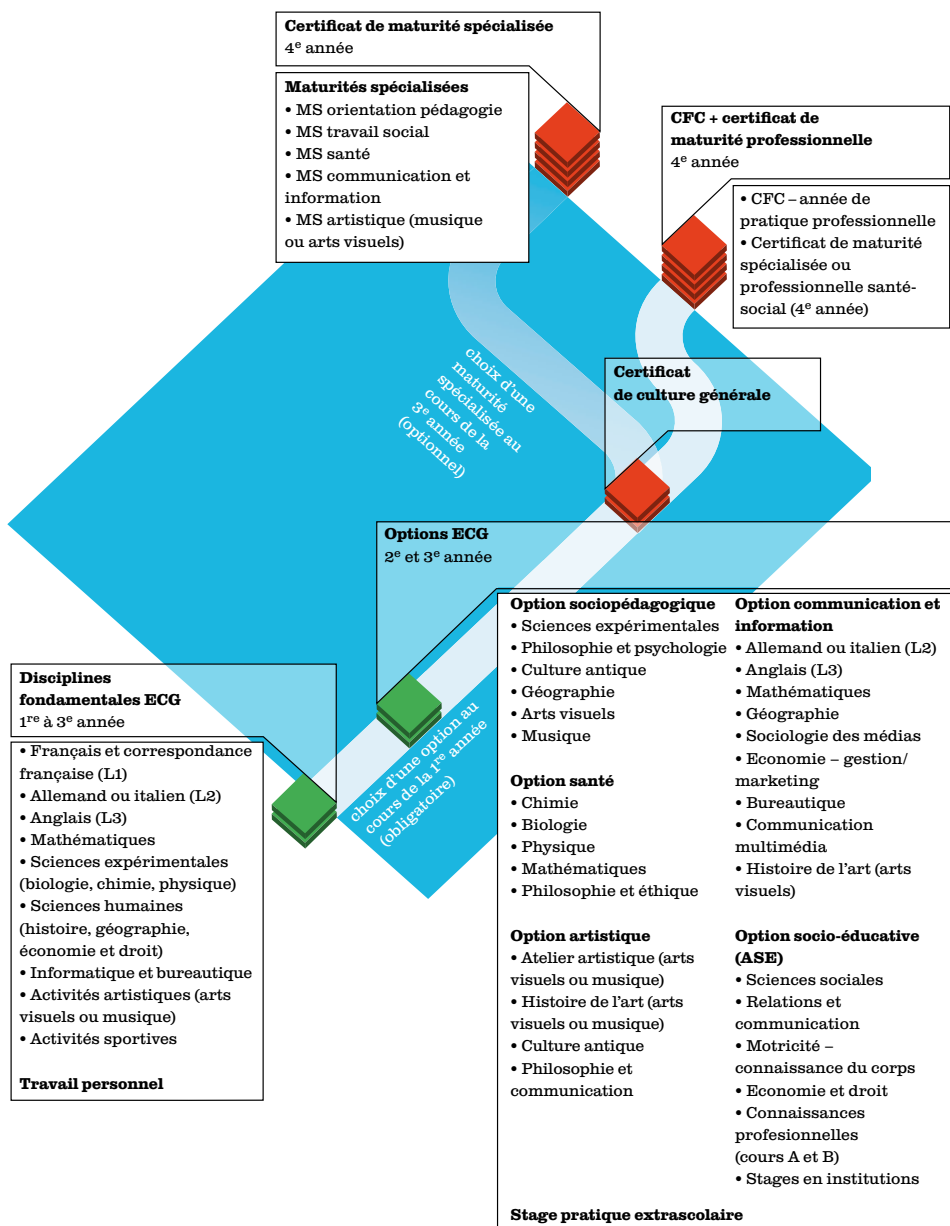 Certificat de maturité spécialisée
4e année
Maturités spécialisées
• MS orientation pédagogie
• MS travail social
• MS santé
• MS communication et
information
• MS artistique (musique
ou arts visuels)
CFC + certificat de
maturité professionnelle
4e année
• CFC – année de
pratique professionnelle
• Certificat de maturité
spécialisée ou
professionnelle santé-
social (4e année)
choix d'une
maturité
spécialisée au
cours de la
3e année
(optionnel)
Certificat
de culture générale
Options ECG
2e et 3e année
Option sociopédagogique
• Sciences expérimentales
• Philosophie et psychologie
• Culture antique
• Géographie
• Arts visuels
• Musique
Option santé
• Chimie
• Biologie
• Physique
• Mathématiques
• Philosophie et éthique
Option artistique
• Atelier artistique (arts
visuels ou musique)
• Histoire de l'art (arts
visuels ou musique)
• Culture antique
• Philosophie et
communication
Option communication et
information
• Allemand ou italien (L2)
• Anglais (L3)
• Mathématiques
• Géographie
• Sociologie des médias
• Economie – gestion/
marketing
• Bureautique
• Communication
multimédia
• Histoire de l'art (arts
visuels)
Option socio-éducative
(ASE)
• Sciences sociales
• Relations et
communication
• Motricité –
connaissance du corps
• Economie et droit
• Connaissances
profesionnelles
(cours A et B)
• Stages en institutions
Stage pratique extrascolaire
choix d'une option au
cours de la 1re année
(obligatoire)
Disciplines
fondamentales ECG
1re à 3e année
• Français et correspondance
française (L1)
• Allemand ou italien (L2)
• Anglais (L3)
• Mathématiques
• Sciences expérimentales
(biologie, chimie, physique)
• Sciences humaines
(histoire, géographie,
économie et droit)
• Informatique et bureautique
• Activités artistiques (arts
visuels ou musique)
• Activités sportives
Travail personnel